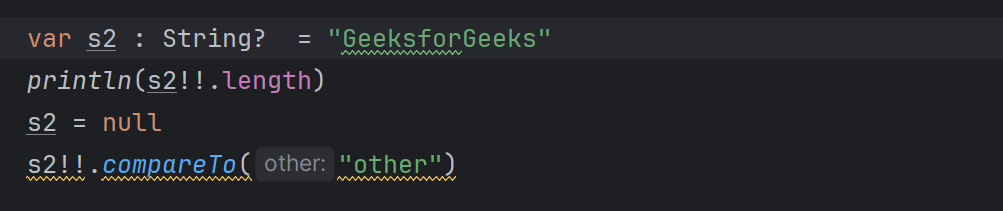 var s2 : String?  = "GeeksforGeeks"
println(s2!!.length)
s2 = null
s2!!.compareTo( other: "other")